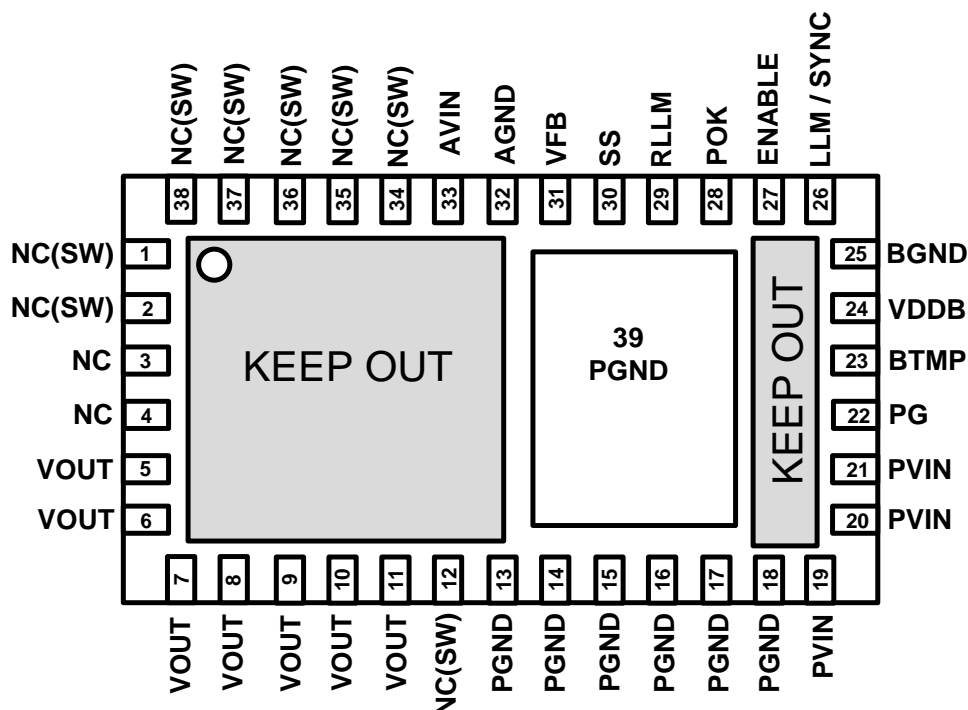 NC(SW)
NC(SW)
NC(SW)
NC(SW)
NC(SW)
AVIN
AGND
VFB
SS
RLLM
POK
ENABLE
LLM / SYNC
38
37
36
35
34
33
32
31
30
29
28
27
26
NC(SW) 1
NC(SW) 2
NC 3
NC 4
VOUT 5
VOUT 6
KEEP OUT
39
PGND
KEEP OUT
25 BGND
24 VDDB
23 BTMP
22 PG
21 PVIN
20 PVIN
7
8
9
10
11
12
13
14
15
16
17
18
19
VOUT
VOUT
VOUT
VOUT
VOUT
NC(SW)
PGND
PGND
PGND
PGND
PGND
PGND
PVIN